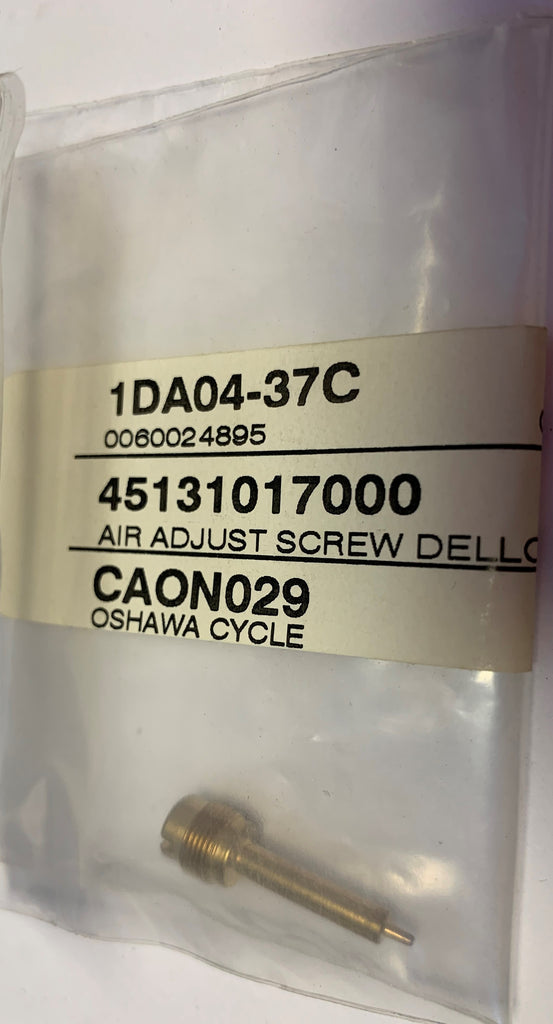 1DA04-37C
0060024895
45131017000
AIR ADJUST SCREW DELLO
CAON029
OSHAWA CYCLE